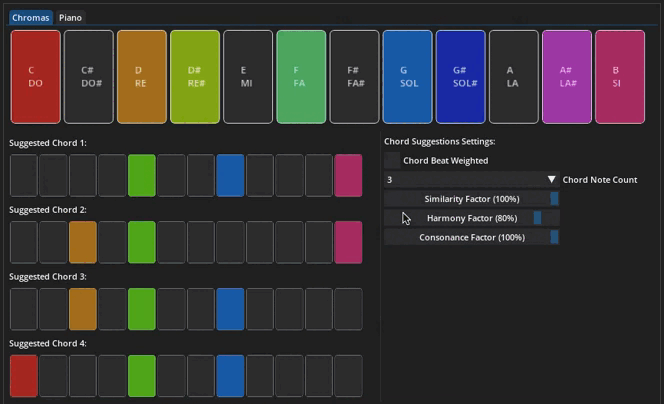 Chromas Piano
C C# D D# E F F# G G# A A# B
DO DO# RE RE# MI FA FA# SOL SOL# LA LA# SI
Suggested Chord 1:
Suggested Chord 2:
Suggested Chord 3:
Suggested Chord 4:
Chord Suggestions Settings:
Chord Beat Weighted
3 Chord Note Count
Similarity Factor (100%)
Harmony Factor (80%)
Consonance Factor (100%)